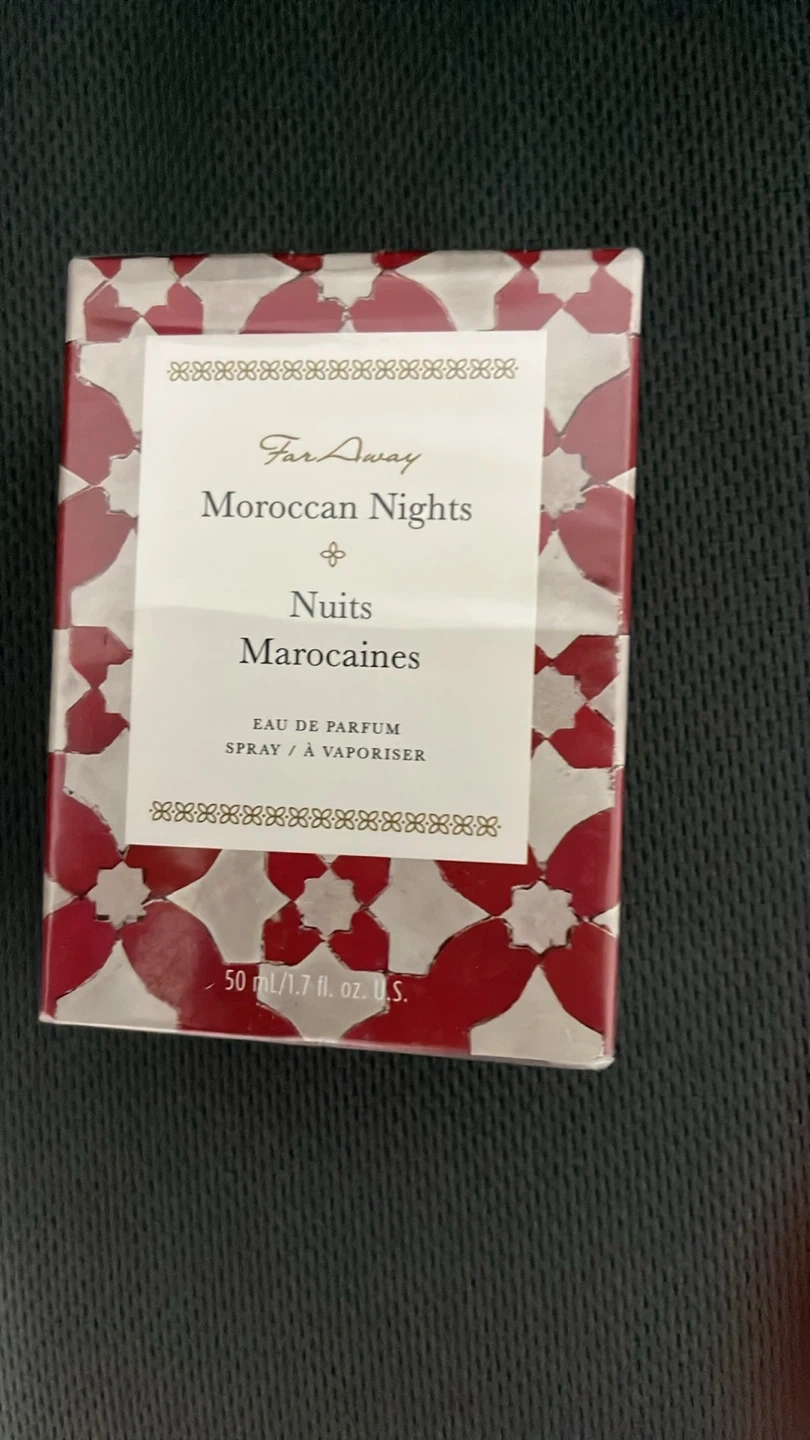 Far Away
Moroccan Nights
Nuits
Marocaines
EAU DE PARFUM
SPRAY / À VAPORISER
50 mL/1.7 fl. oz. U.S.